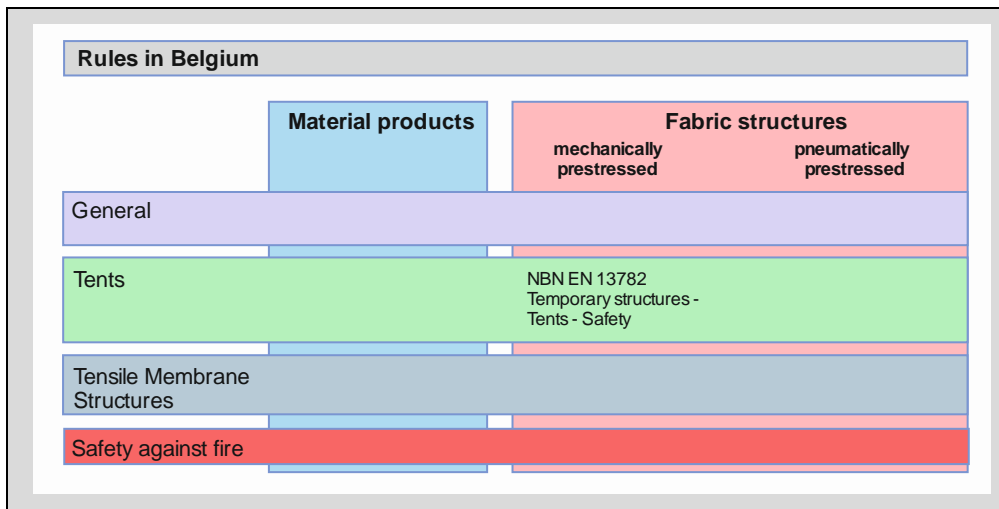 Rules in Belgium
Material products
Fabric structures
mechanically
prestressed
pneumatically
prestressed
General
Tents
NBN EN 13782
Temporary structures -
Tents - Safety
Tensile Membrane
Structures
Safety against fire